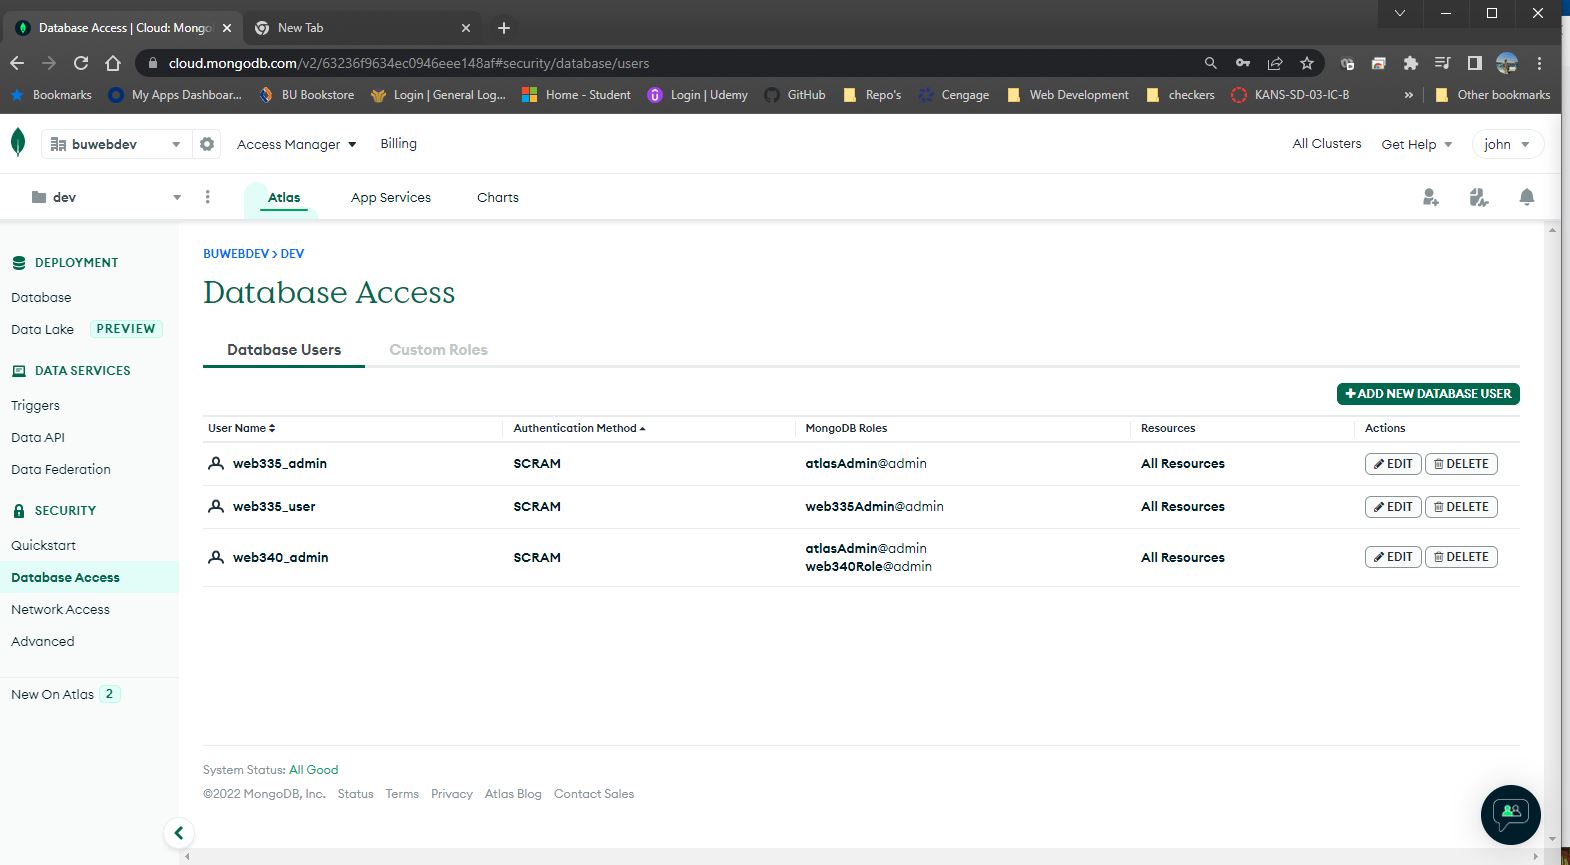 Database Access | Cloud: Mongo
New Tab
cloud.mongodb.com/v2/63236f9634ec0946eee148af#security/database/users
Bookmarks My Apps Dashboar... BU Bookstore Login | General Log... Home - Student Login | Udemy GitHub Repo's Cengage Web Development checkers KANS-SD-03-IC-B » Other bookmarks
buwebdev Access Manager Billing All Clusters Get Help john
dev Atlas App Services Charts
DEPLOYMENT
Database
Data Lake PREVIEW
DATA SERVICES
Triggers
Data API
Data Federation
SECURITY
Quickstart
Database Access
Network Access
Advanced
New On Atlas 2
BUWEBDEV > DEV
Database Access
Database Users Custom Roles
+ ADD NEW DATABASE USER
User Name Authentication Method MongoDB Roles Resources Actions
web335_admin SCRAM atlasAdmin@admin All Resources EDIT DELETE
web335_user SCRAM web335Admin@admin All Resources EDIT DELETE
web340_admin SCRAM atlasAdmin@admin All Resources EDIT DELETE
web340Role@admin
System Status: All Good
©2022 MongoDB, Inc. Status Terms Privacy Atlas Blog Contact Sales